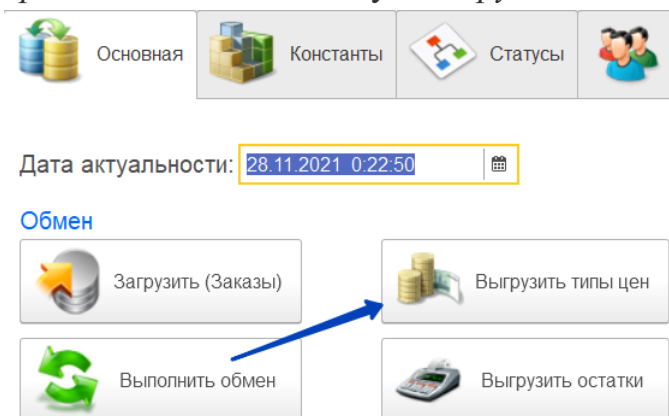 Основная Константы Статусы
Дата актуальности: 28.11.2021 0:22:50
Обмен
Загрузить (Заказы) Выгрузить типы цен
Выполнить обмен Выгрузить остатки